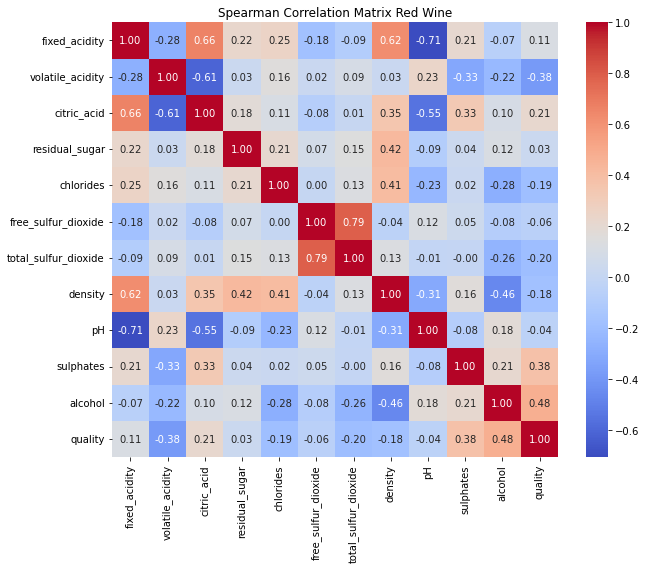 Spearman Correlation Matrix Red Wine
fixed_acidity 1.00 -0.28 0.66 0.22 0.25 -0.18 -0.09 0.62 -0.71 0.21 -0.07 0.11
volatile_acidity -0.28 1.00 -0.61 0.03 0.16 0.02 0.09 0.03 0.23 -0.33 -0.22 -0.38
citric_acid 0.66 -0.61 1.00 0.18 0.11 -0.08 0.01 0.35 -0.55 0.33 0.10 0.21
residual_sugar 0.22 0.03 0.18 1.00 0.21 0.07 0.15 0.42 -0.09 0.04 0.12 0.03
chlorides 0.25 0.16 0.11 0.21 1.00 0.00 0.13 0.41 -0.23 0.02 -0.28 -0.19
free_sulfur_dioxide -0.18 0.02 -0.08 0.07 0.00 1.00 0.79 -0.04 0.12 0.05 -0.08 -0.06
total_sulfur_dioxide -0.09 0.09 0.01 0.15 0.13 0.79 1.00 0.13 -0.01 -0.00 -0.26 -0.20
density 0.62 0.03 0.35 0.42 0.41 -0.04 0.13 1.00 -0.31 0.16 -0.46 -0.18
pH -0.71 0.23 -0.55 -0.09 -0.23 0.12 -0.01 -0.31 1.00 -0.08 0.18 -0.04
sulphates 0.21 -0.33 0.33 0.04 0.02 0.05 -0.00 0.16 -0.08 1.00 0.21 0.38
alcohol -0.07 -0.22 0.10 0.12 -0.28 -0.08 -0.26 -0.46 0.18 0.21 1.00 0.48
quality 0.11 -0.38 0.21 0.03 -0.19 -0.06 -0.20 -0.18 -0.04 0.38 0.48 1.00
fixed_acidity
volatile_acidity
citric_acid
residual_sugar
chlorides
free_sulfur_dioxide
total_sulfur_dioxide
density
pH
sulphates
alcohol
quality
1.0
0.8
0.6
0.4
0.2
0.0
-0.2
-0.4
-0.6